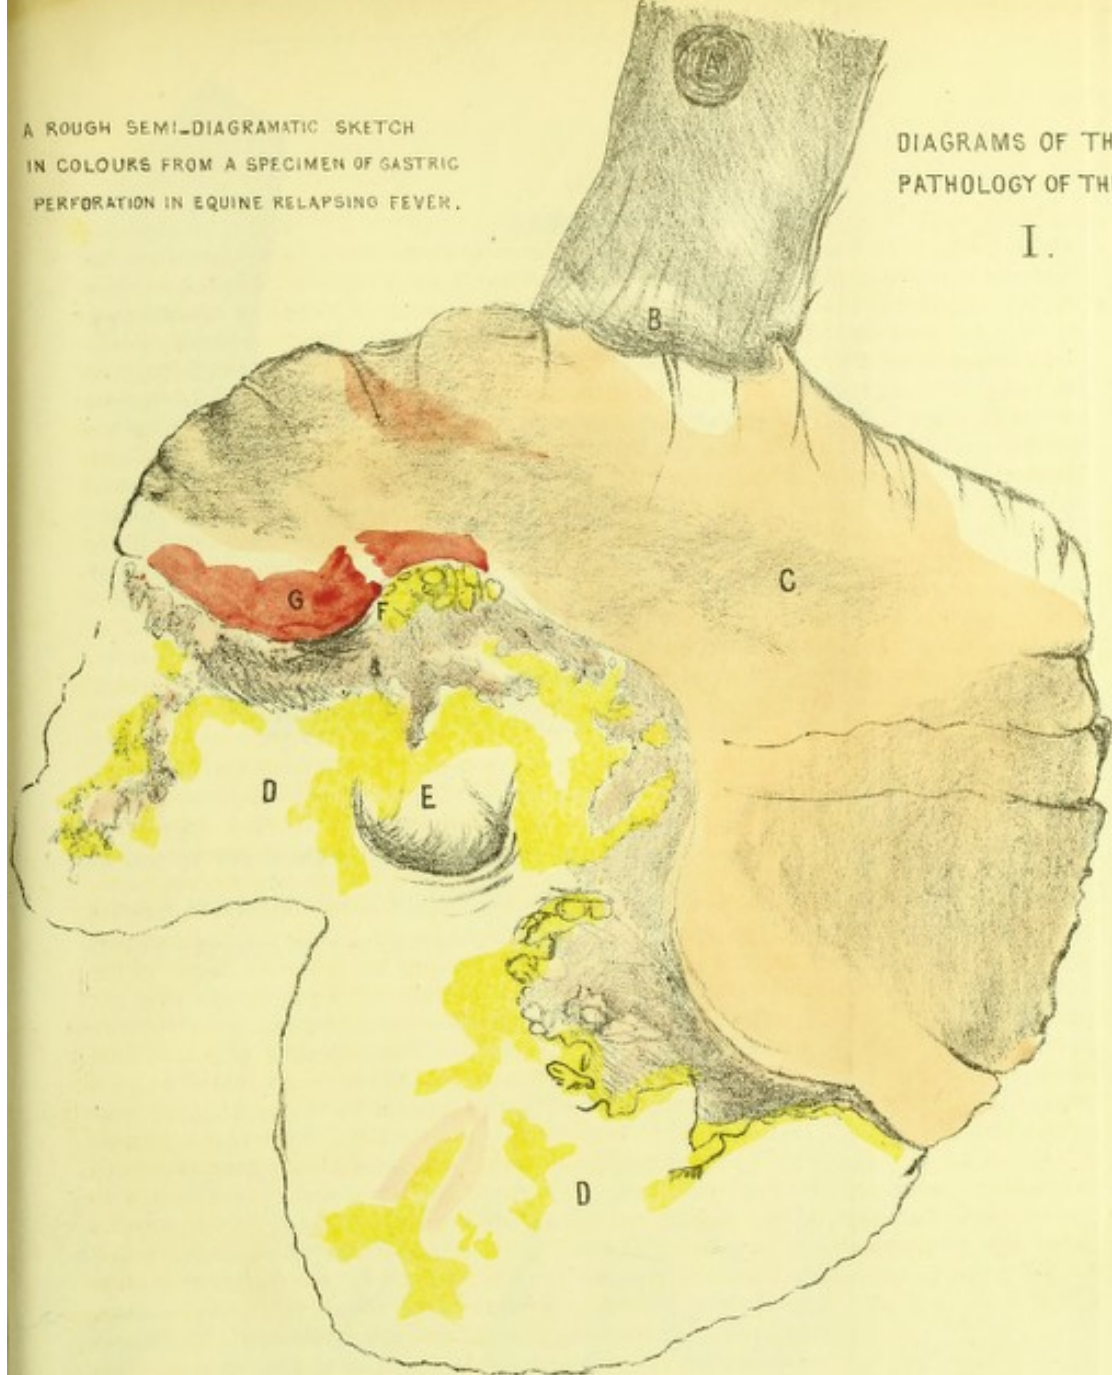 A ROUGH SEMI-DIAGRAMATIC SKETCH
IN COLOURS FROM A SPECIMEN OF GASTRIC
PERFORATION IN EQUINE RELAPSING FEVER.
DIAGRAMS OF TH
PATHOLOGY OF TH
I.
A
B
C
G
F
D
E
D